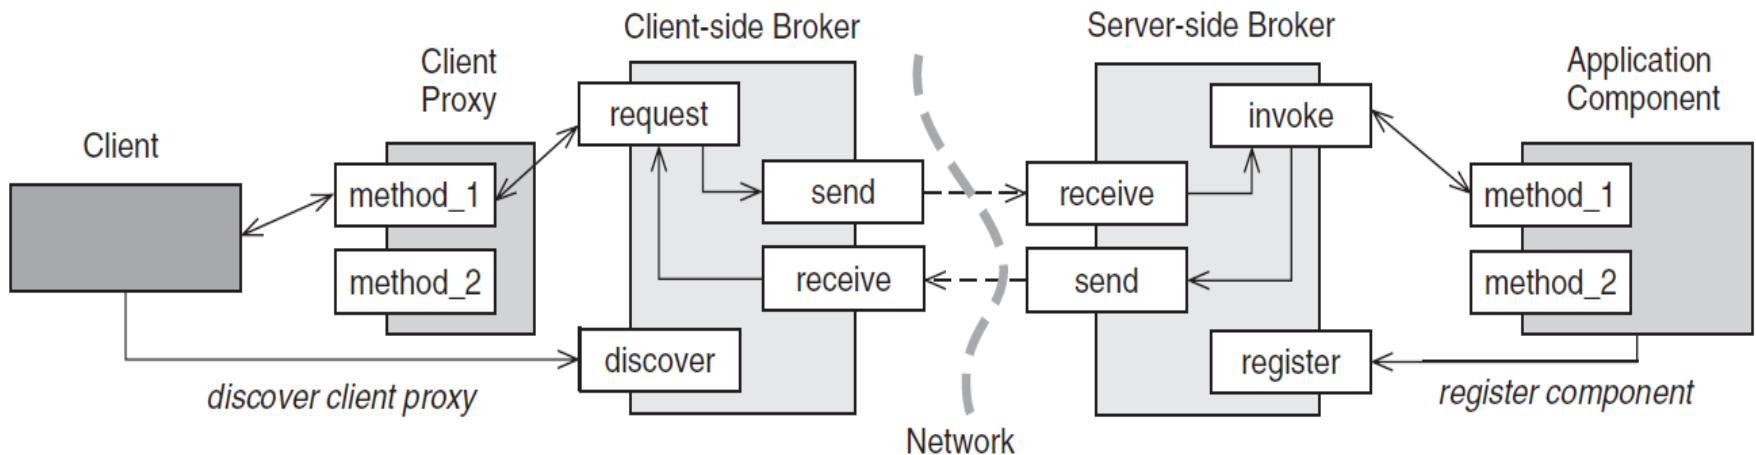 Client-side Broker
Server-side Broker
Client
Proxy
Application
Component
Client
request
invoke
method_1
send
receive
method_1
method_2
receive
send
method_2
discover
register
discover client proxy
register component
Network